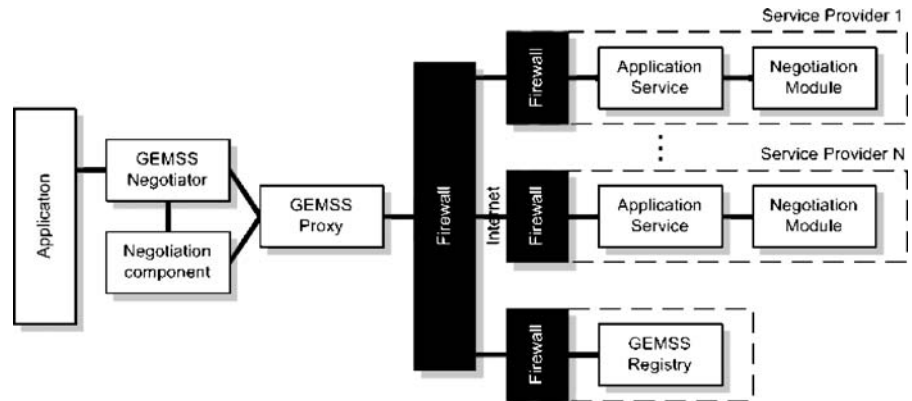 Service Provider 1
Firewall
Application
Service
Negotiation
Module
Application
GEMSS
Negotiator
Negotiation
component
GEMSS
Proxy
Firewall
Internet
Service Provider N
Firewall
Application
Service
Negotiation
Module
Firewall
GEMSS
Registry